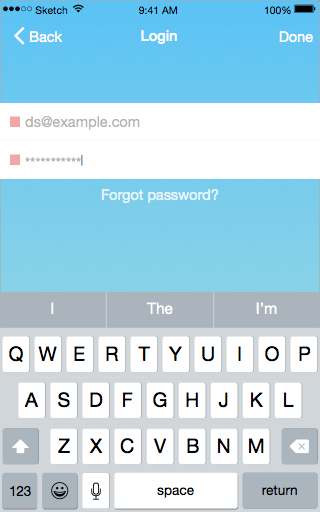 Sketch 9:41 AM 100%
Back Login Done
ds@example.com
***********
Forgot password?
I The I'm
Q W E R T Y U I O P
A S D F G H J K L
Z X C V B N M
123 space return